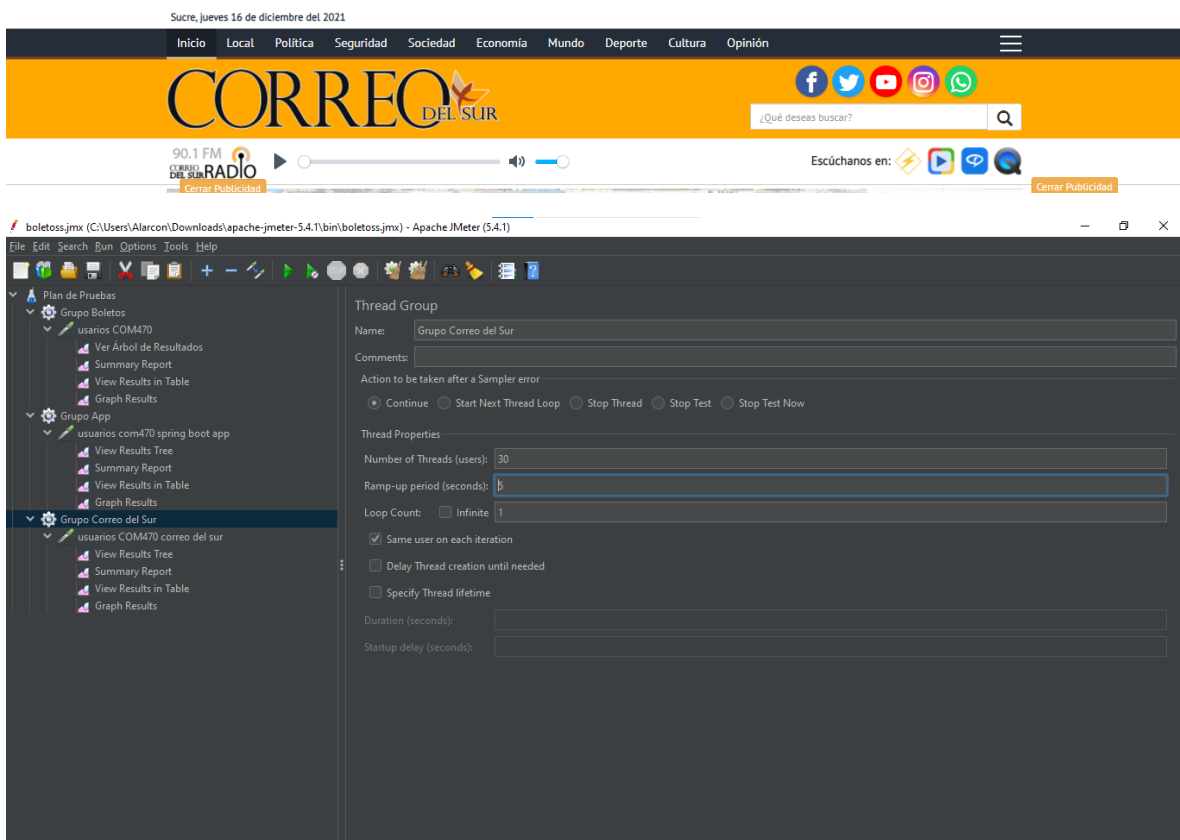 Sucre, jueves 16 de diciembre del 2021
Inicio Local Política Seguridad Sociedad Economía Mundo Deporte Cultura Opinión
CORREO
DEL SUR
¿Qué deseas buscar?
90.1 FM
CORREO
DEL SUR RADIO
Escúchanos en:
Cerrar Publicidad Cerrar Publicidad
boletoss.jmx (C:\Users\Alarcon\Downloads\apache-jmeter-5.4.1\bin\boletoss.jmx) - Apache JMeter (5.4.1)
File Edit Search Run Options Tools Help
Plan de Pruebas
Grupo Boletos
usarios COM470
Ver Árbol de Resultados
Summary Report
View Results in Table
Graph Results
Grupo App
usuarios com470 spring boot app
View Results Tree
Summary Report
View Results in Table
Graph Results
Grupo Correo del Sur
usuarios COM470 correo del sur
View Results Tree
Summary Report
View Results in Table
Graph Results
Thread Group
Name: Grupo Correo del Sur
Comments:
Action to be taken after a Sampler error
Continue Start Next Thread Loop Stop Thread Stop Test Stop Test Now
Thread Properties
Number of Threads (users): 30
Ramp-up period (seconds): 5
Loop Count: Infinite 1
Same user on each iteration
Delay Thread creation until needed
Specify Thread lifetime
Duration (seconds):
Startup delay (seconds):